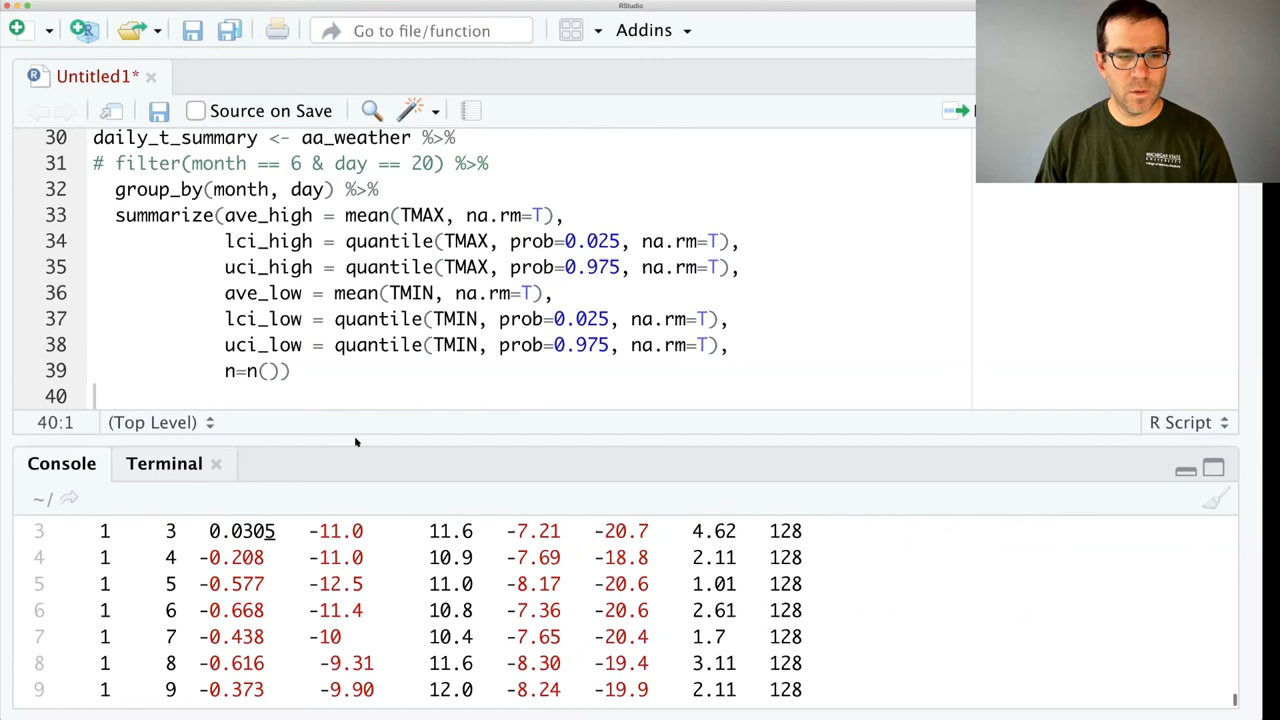 RStudio
Go to file/function
Addins
Untitled1*
Source on Save
30 daily_t_summary <- aa_weather %>%
31 # filter(month == 6 & day == 20) %>%
32 group_by(month, day) %>%
33 summarize(ave_high = mean(TMAX, na.rm=T),
34 lci_high = quantile(TMAX, prob=0.025, na.rm=T),
35 uci_high = quantile(TMAX, prob=0.975, na.rm=T),
36 ave_low = mean(TMIN, na.rm=T),
37 lci_low = quantile(TMIN, prob=0.025, na.rm=T),
38 uci_low = quantile(TMIN, prob=0.975, na.rm=T),
39 n=n())
40
40:1 (Top Level) R Script
Console Terminal
~/
3 1 3 0.0305 -11.0 11.6 -7.21 -20.7 4.62 128
4 1 4 -0.208 -11.0 10.9 -7.69 -18.8 2.11 128
5 1 5 -0.577 -12.5 11.0 -8.17 -20.6 1.01 128
6 1 6 -0.668 -11.4 10.8 -7.36 -20.6 2.61 128
7 1 7 -0.438 -10 10.4 -7.65 -20.4 1.7 128
8 1 8 -0.616 -9.31 11.6 -8.30 -19.4 3.11 128
9 1 9 -0.373 -9.90 12.0 -8.24 -19.9 2.11 128
MICHIGAN STATE
UNIVERSITY